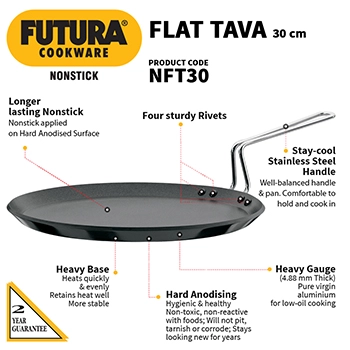 FUTURA®
COOKWARE
NONSTICK
FLAT TAVA 30 cm
PRODUCT CODE
NFT30
Longer
lasting Nonstick
Nonstick applied
on Hard Anodised Surface
Four sturdy Rivets
Stay-cool
Stainless Steel
Handle
Well-balanced handle
& pan. Comfortable to
hold and cook in
Heavy Base
Heats quickly
& evenly
Retains heat well
More stable
Hard Anodising
Hygienic & healthy
Non-toxic, non-reactive
with foods; Will not pit,
tarnish or corrode; Stays
looking new for years
Heavy Gauge
(4.88 mm Thick)
Pure virgin
aluminium
for low-oil cooking
2
YEAR
GUARANTEE